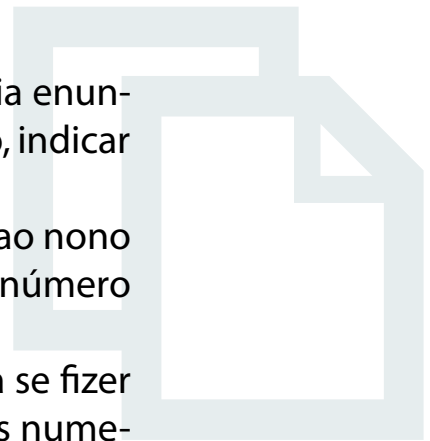 ia enun-
, indicar
ao nono
número
se fizer
s nume-